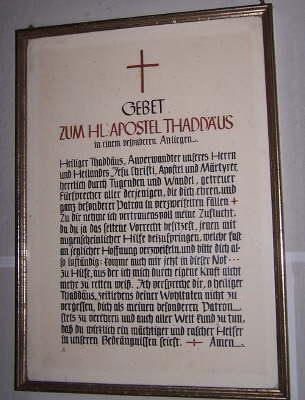 GEBET
ZUM HL: APOSTEL THADDÄUS
in einem besonderen Anliegen
Heiliger Thaddäus, Anverwandter unseres Herrn
und Heilandes Jesu Christi, Apostel und Märtyrer,
herrlich durch Tugenden und Wandel, getreuer
Fürsprecher aller derjenigen, die dich ehren, und
ganz besonderer Patron in verzweifelten Fällen +
Zu dir nehme ich vertrauensvoll meine Zuflucht,
da du ja das seltene Vorrecht besitzest, jenen mit
augenscheinlicher Hilfe beizuspringen, welche fast
an jeglicher Hoffnung verzweifeln, und bitte dich al-
so inständig: komme auch mir jetzt in dieser Not ···
zu Hilfe, aus der ich mich durch eigene Kraft nicht
mehr zu retten weiß. Ich verspreche dir, o heiliger
Thaddäus, zeitlebens deiner Wohltaten nicht zu
vergessen, dich als meinen besonderen Patron
stets zu verehren und auch aller Welt kund zu tun,
daß du wirklich ein mächtiger und rascher Helfer
in unseren Bedrängnissen seiest. + Amen